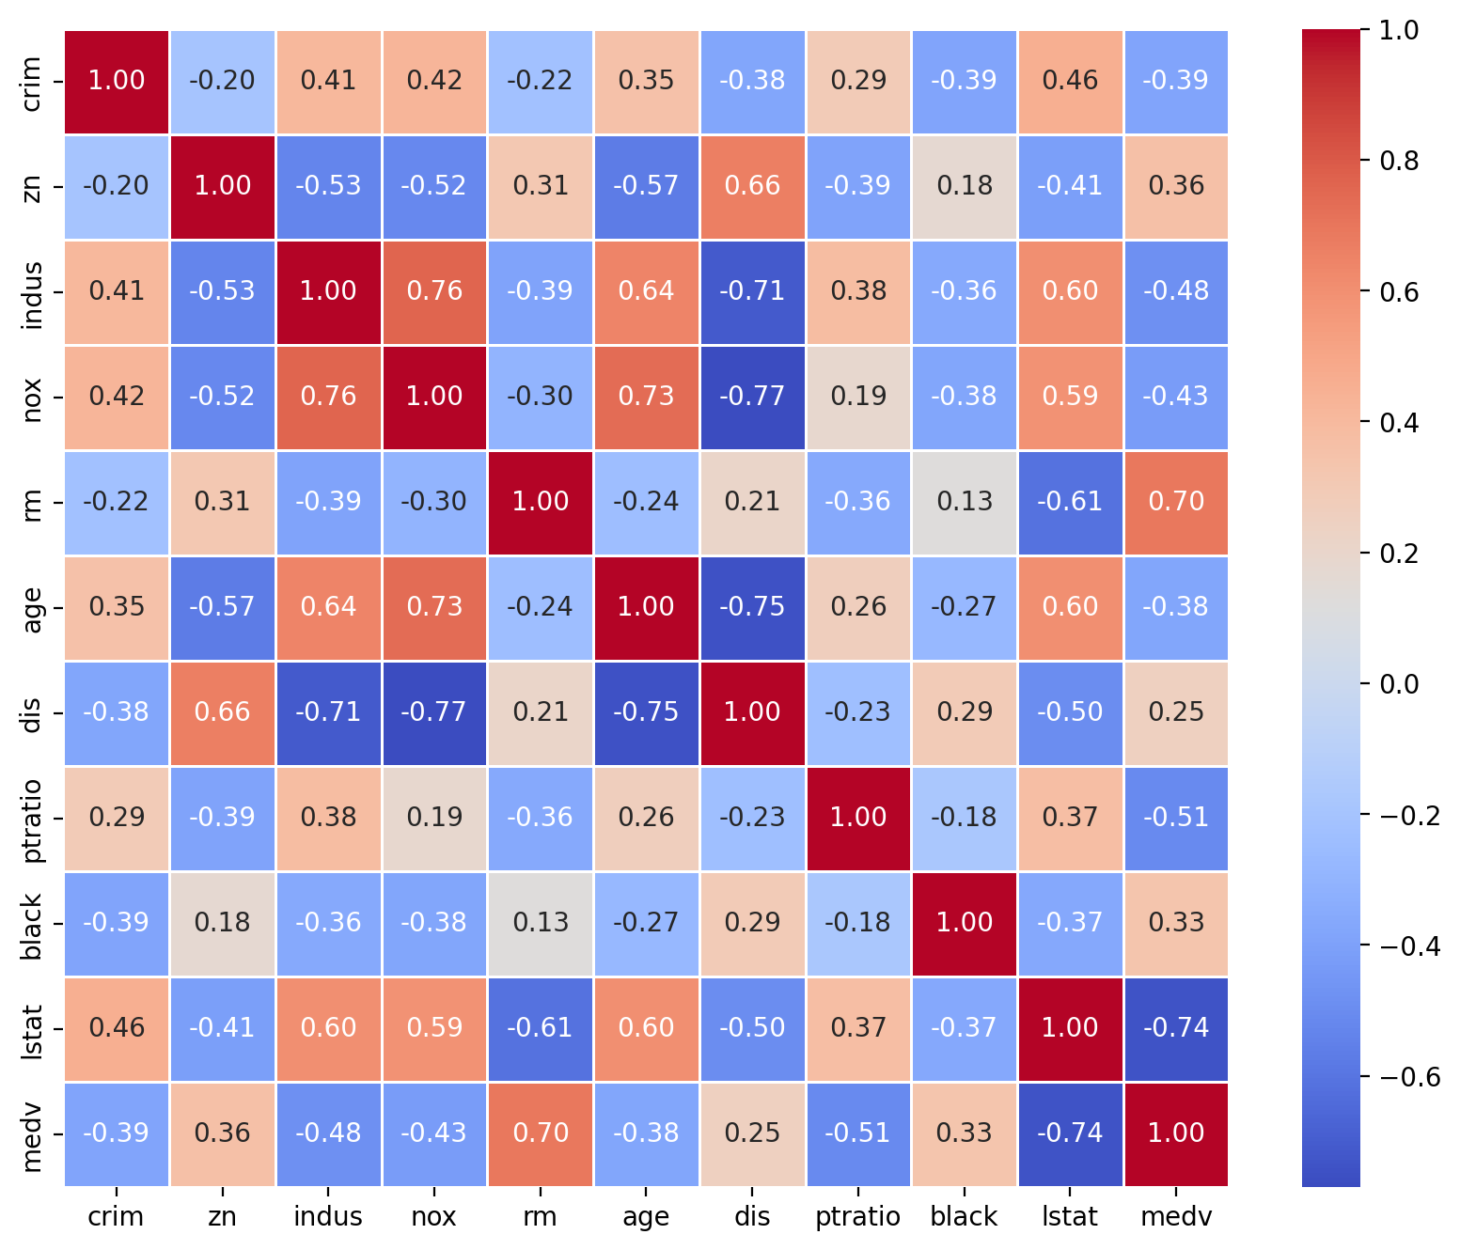 crim 1.00 -0.20 0.41 0.42 -0.22 0.35 -0.38 0.29 -0.39 0.46 -0.39
zn -0.20 1.00 -0.53 -0.52 0.31 -0.57 0.66 -0.39 0.18 -0.41 0.36
indus 0.41 -0.53 1.00 0.76 -0.39 0.64 -0.71 0.38 -0.36 0.60 -0.48
nox 0.42 -0.52 0.76 1.00 -0.30 0.73 -0.77 0.19 -0.38 0.59 -0.43
rm -0.22 0.31 -0.39 -0.30 1.00 -0.24 0.21 -0.36 0.13 -0.61 0.70
age 0.35 -0.57 0.64 0.73 -0.24 1.00 -0.75 0.26 -0.27 0.60 -0.38
dis -0.38 0.66 -0.71 -0.77 0.21 -0.75 1.00 -0.23 0.29 -0.50 0.25
ptratio 0.29 -0.39 0.38 0.19 -0.36 0.26 -0.23 1.00 -0.18 0.37 -0.51
black -0.39 0.18 -0.36 -0.38 0.13 -0.27 0.29 -0.18 1.00 -0.37 0.33
lstat 0.46 -0.41 0.60 0.59 -0.61 0.60 -0.50 0.37 -0.37 1.00 -0.74
medv -0.39 0.36 -0.48 -0.43 0.70 -0.38 0.25 -0.51 0.33 -0.74 1.00
crim zn indus nox rm age dis ptratio black lstat medv
1.0
0.8
0.6
0.4
0.2
0.0
−0.2
−0.4
−0.6